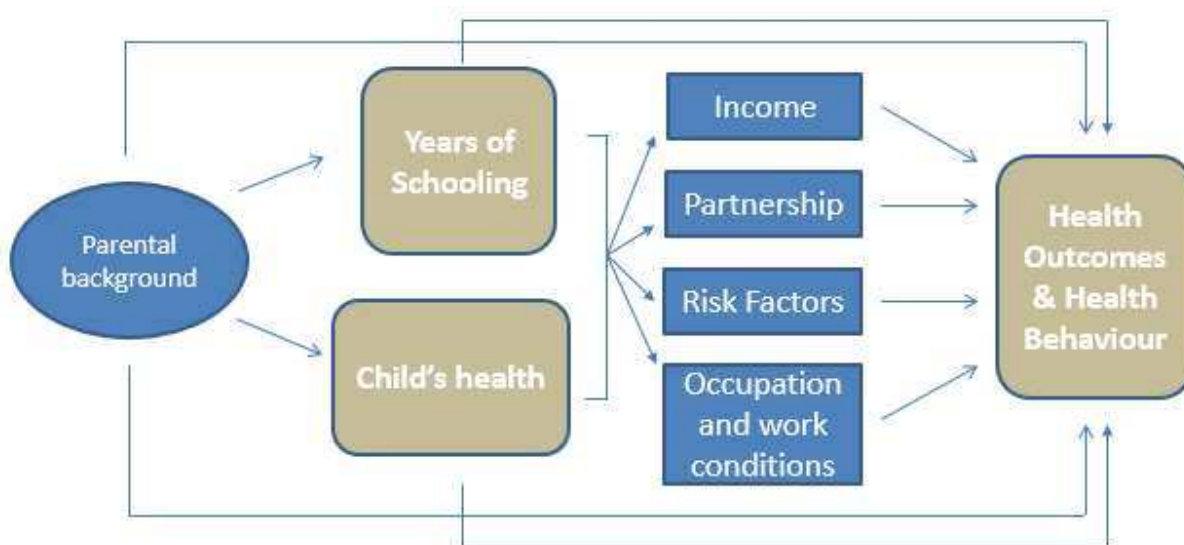 Parental
background
Years of
Schooling
Child's health
Income
Partnership
Risk Factors
Occupation
and work
conditions
Health
Outcomes
& Health
Behaviour